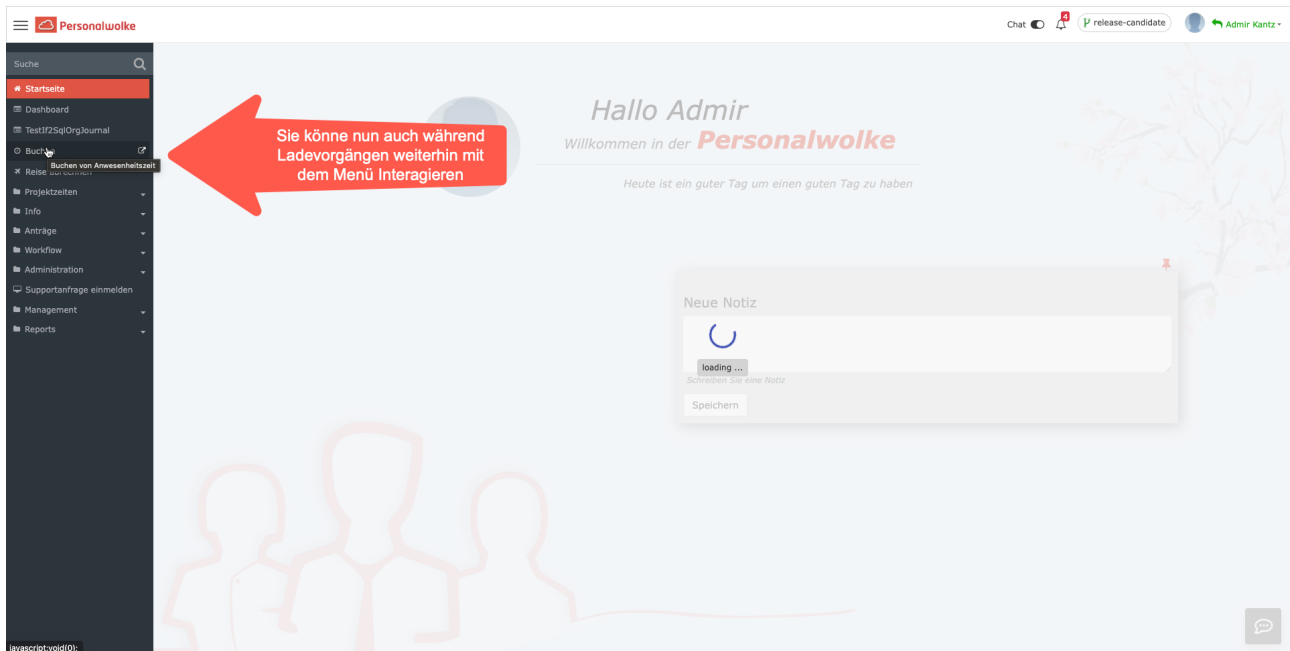 Personalwolke
Chat
4
release-candidate
Admir Kantz
Suche
Startseite
Dashboard
TestIf2SqlOrgJournal
Buchen von Anwesenheitszeit
Projektzeiten
Info
Anträge
Workflow
Administration
Supportanfrage einmelden
Management
Reports
Sie könne nun auch während
Ladevorgängen weiterhin mit
dem Menü Interagieren
Hallo Admir
Willkommen in der Personalwolke
Heute ist ein guter Tag um einen guten Tag zu haben
Neue Notiz
loading ...
Schreiben Sie eine Notiz
Speichern
javascript:void(0);